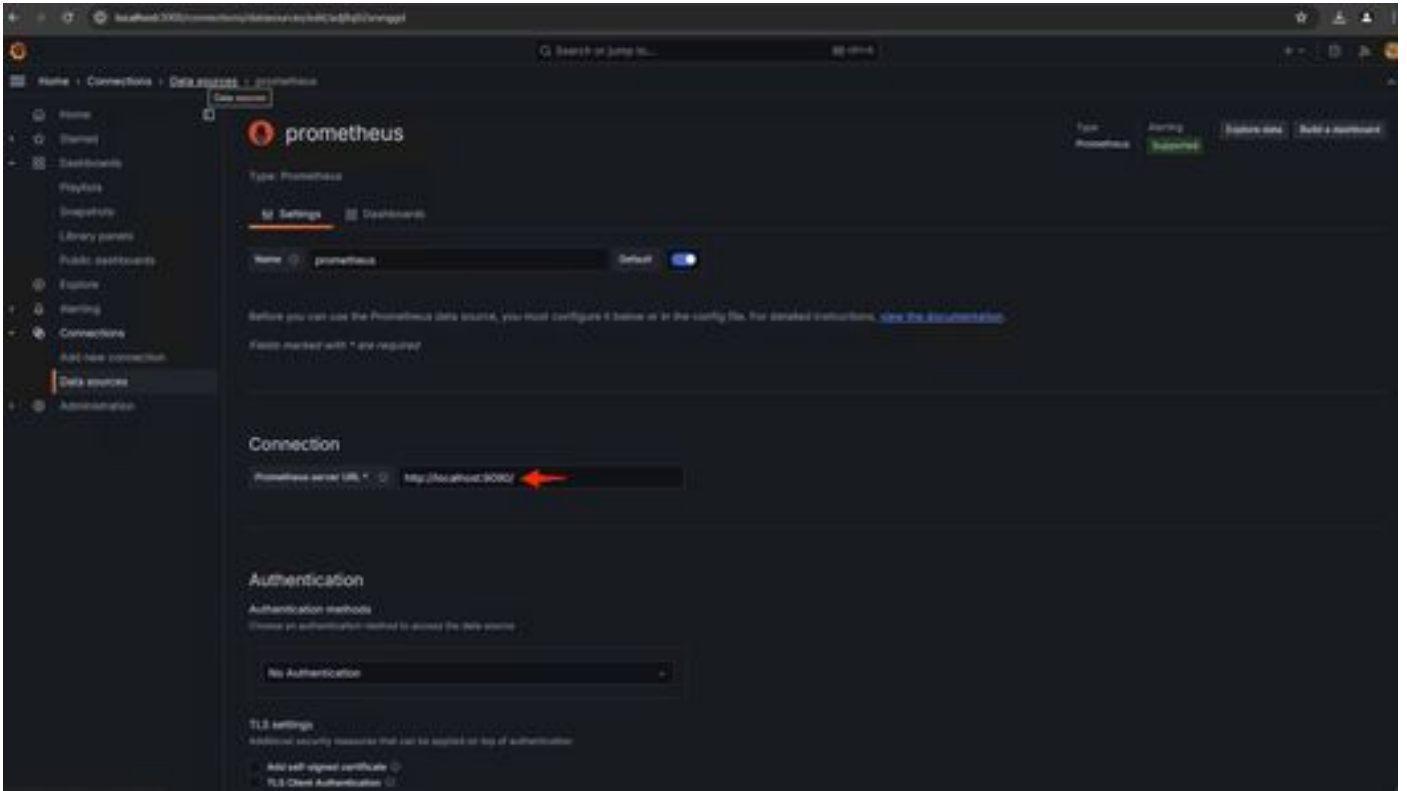 Search or jump to...
Home › Connections › Data sources › prometheus
Data sources
Home
Starred
Dashboards
Playlists
Snapshots
Library panels
Public dashboards
Explore
Alerting
Connections
Add new connection
Data sources
Administration
prometheus
Type
Prometheus
Alerting
Supported
Explore data
Build a dashboard
Type: Prometheus
Settings
Dashboards
Name
prometheus
Default
Before you can use the Prometheus data source, you must configure it below or in the config file. For detailed instructions, view the documentation.
Fields marked with * are required
Connection
Prometheus server URL *
http://localhost:9090/
Authentication
Authentication methods
Choose an authentication method to access the data source
No Authentication
TLS settings
Additional security measures that can be applied on top of authentication
Add self-signed certificate
TLS Client Authentication